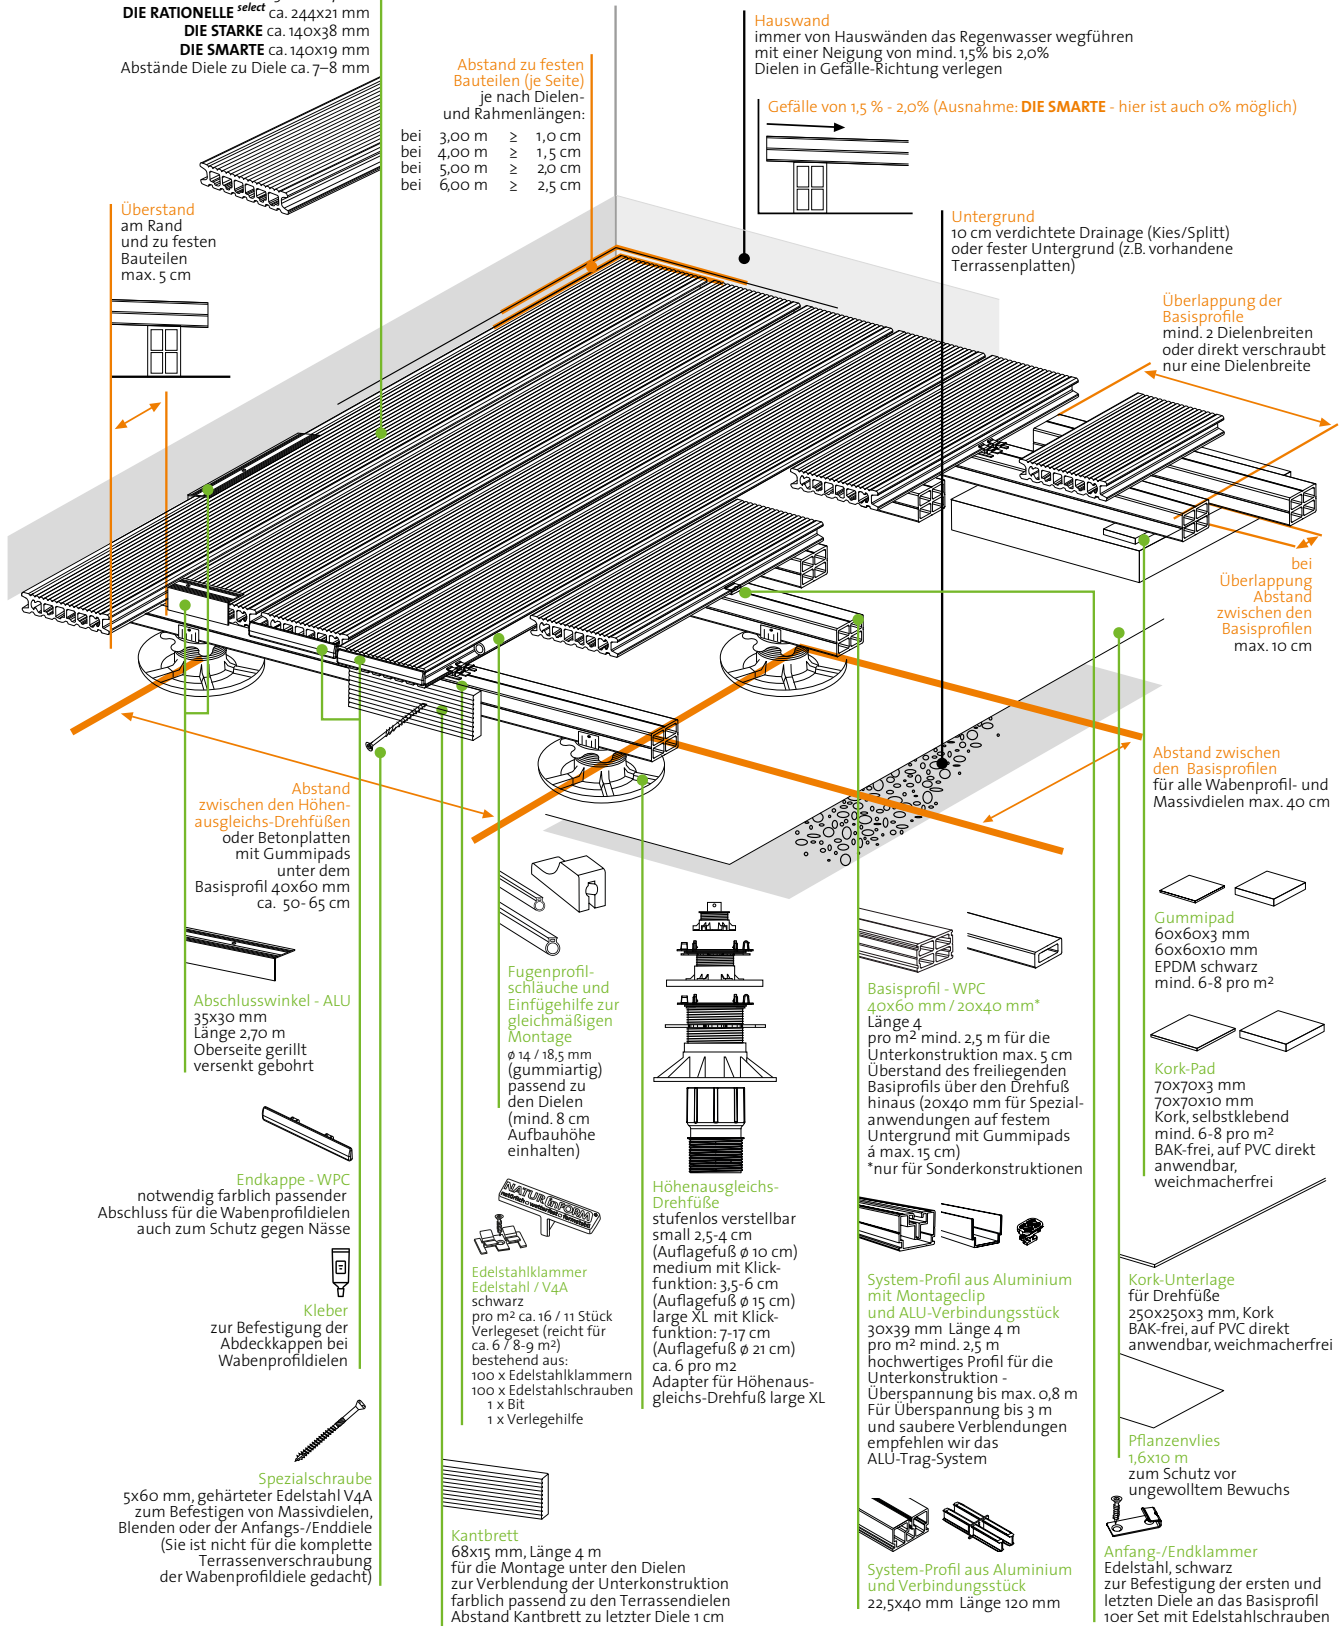 DIE RATIONELLE select ca. 244x21 mm
DIE STARKE ca. 140x38 mm
DIE SMARTE ca. 140x19 mm
Abstände Diele zu Diele ca. 7–8 mm
Abstand zu festen
Bauteilen (je Seite)
je nach Dielen-
und Rahmenlängen:
bei 3,00 m ≥ 1,0 cm
bei 4,00 m ≥ 1,5 cm
bei 5,00 m ≥ 2,0 cm
bei 6,00 m ≥ 2,5 cm
Hauswand
immer von Hauswänden das Regenwasser wegführen
mit einer Neigung von mind. 1,5% bis 2,0%
Dielen in Gefälle-Richtung verlegen
Gefälle von 1,5 % - 2,0% (Ausnahme: DIE SMARTE - hier ist auch 0% möglich)
Überstand
am Rand
und zu festen
Bauteilen
max. 5 cm
Untergrund
10 cm verdichtete Drainage (Kies/Splitt)
oder fester Untergrund (z.B. vorhandene
Terrassenplatten)
Überlappung der
Basisprofile
mind. 2 Dielenbreiten
oder direkt verschraubt
nur eine Dielenbreite
bei
Überlappung
Abstand
zwischen den
Basisprofilen
max. 10 cm
Abstand zwischen
den Basisprofilen
für alle Wabenprofil- und
Massivdielen max. 40 cm
Abstand
zwischen den Höhen-
ausgleichs-Drehfüßen
oder Betonplatten
mit Gummipads
unter dem
Basisprofil 40x60 mm
ca. 50- 65 cm
Abschlusswinkel - ALU
35x30 mm
Länge 2,70 m
Oberseite gerillt
versenkt gebohrt
Endkappe - WPC
notwendig farblich passender
Abschluss für die Wabenprofildielen
auch zum Schutz gegen Nässe
Kleber
zur Befestigung der
Abdeckkappen bei
Wabenprofildielen
Spezialschraube
5x60 mm, gehärteter Edelstahl V4A
zum Befestigen von Massivdielen,
Blenden oder der Anfangs-/Enddiele
(Sie ist nicht für die komplette
Terrassenverschraubung
der Wabenprofildiele gedacht)
Fugenprofil-
schläuche und
Einfügehilfe zur
gleichmäßigen
Montage
ø 14 / 18,5 mm
(gummiartig)
passend zu
den Dielen
(mind. 8 cm
Aufbauhöhe
einhalten)
NATUR INFORM
Edelstahlklammer
Edelstahl / V4A
schwarz
pro m² ca. 16 / 11 Stück
Verlegeset (reicht für
ca. 6 / 8-9 m²)
bestehend aus:
100 x Edelstahlklammern
100 x Edelstahlschrauben
1 x Bit
1 x Verlegehilfe
Kantbrett
68x15 mm, Länge 4 m
für die Montage unter den Dielen
zur Verblendung der Unterkonstruktion
farblich passend zu den Terrassendielen
Abstand Kantbrett zu letzter Diele 1 cm
Höhenausgleichs-
Drehfüße
stufenlos verstellbar
small 2,5-4 cm
(Auflagefuß ø 10 cm)
medium mit Klick-
funktion: 3,5-6 cm
(Auflagefuß ø 15 cm)
large XL mit Klick-
funktion: 7-17 cm
(Auflagefuß ø 21 cm)
ca. 6 pro m2
Adapter für Höhenaus-
gleichs-Drehfuß large XL
Basisprofil - WPC
40x60 mm / 20x40 mm*
Länge 4
pro m² mind. 2,5 m für die
Unterkonstruktion max. 5 cm
Überstand des freiliegenden
Basisprofils über den Drehfuß
hinaus (20x40 mm für Spezial-
anwendungen auf festem
Untergrund mit Gummipads
á max. 15 cm)
*nur für Sonderkonstruktionen
System-Profil aus Aluminium
mit Montageclip
und ALU-Verbindungsstück
30x39 mm Länge 4 m
pro m² mind. 2,5 m
hochwertiges Profil für die
Unterkonstruktion -
Überspannung bis max. 0,8 m
Für Überspannung bis 3 m
und saubere Verblendungen
empfehlen wir das
ALU-Trag-System
System-Profil aus Aluminium
und Verbindungsstück
22,5x40 mm Länge 120 mm
Gummipad
60x60x3 mm
60x60x10 mm
EPDM schwarz
mind. 6-8 pro m²
Kork-Pad
70x70x3 mm
70x70x10 mm
Kork, selbstklebend
mind. 6-8 pro m²
BAK-frei, auf PVC direkt
anwendbar,
weichmacherfrei
Kork-Unterlage
für Drehfüße
250x250x3 mm, Kork
BAK-frei, auf PVC direkt
anwendbar, weichmacherfrei
Pflanzenvlies
1,6x10 m
zum Schutz vor
ungewolltem Bewuchs
Anfang-/Endklammer
Edelstahl, schwarz
zur Befestigung der ersten und
letzten Diele an das Basisprofil
10er Set mit Edelstahlschrauben